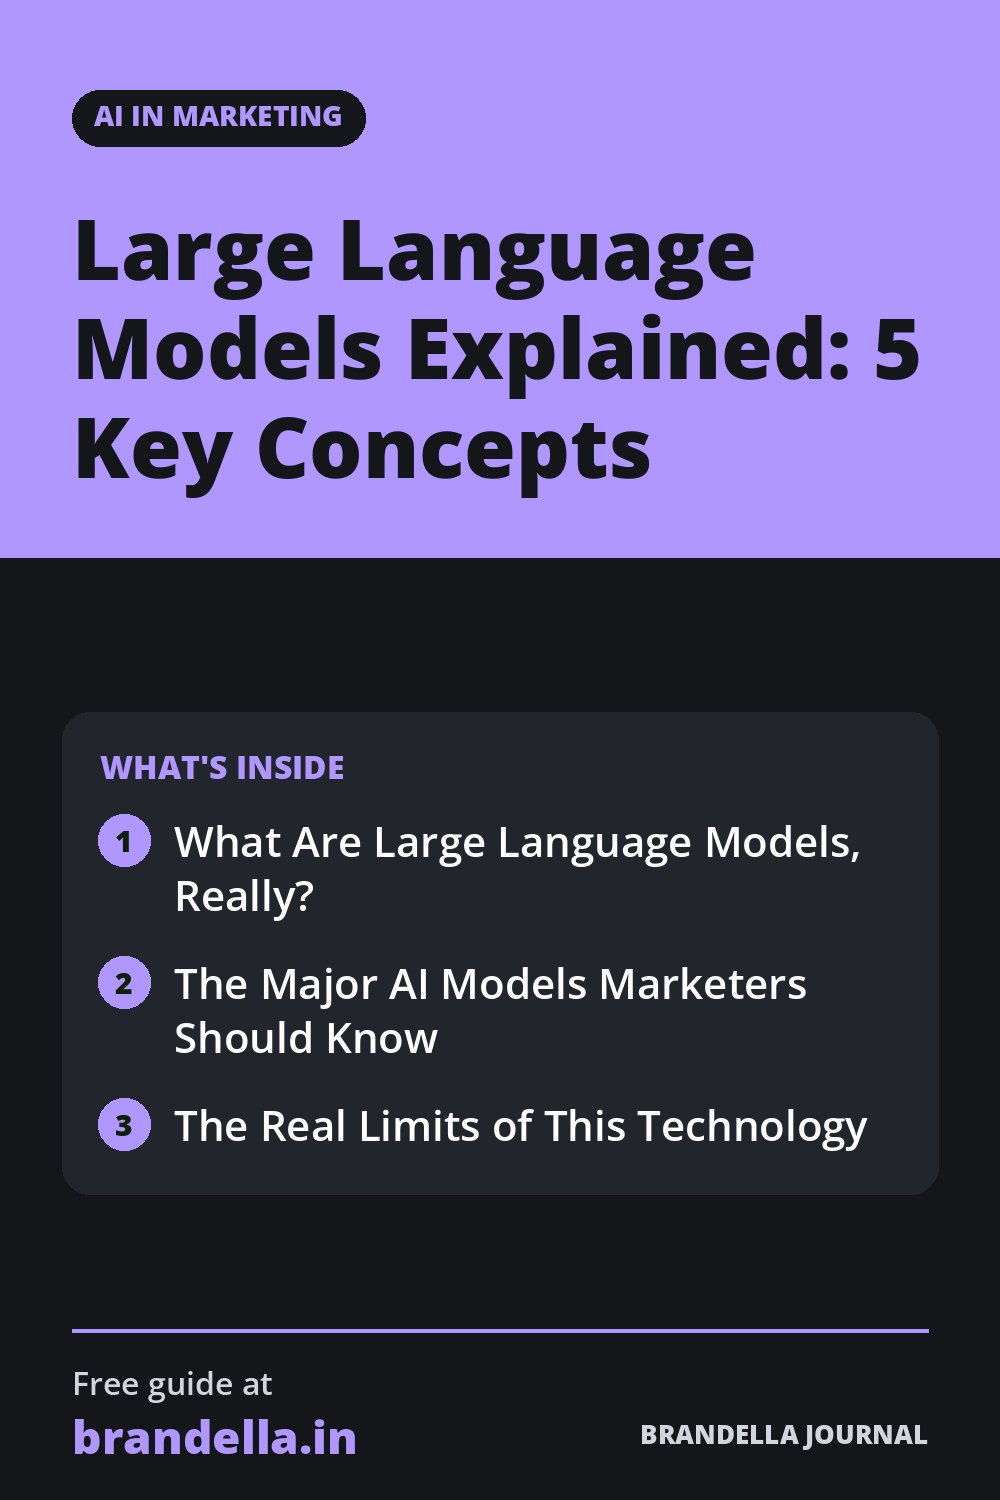 AI IN MARKETING
Large Language
Models Explained: 5
Key Concepts
WHAT'S INSIDE
1 What Are Large Language Models,
Really?
2 The Major AI Models Marketers
Should Know
3 The Real Limits of This Technology
Free guide at
brandella.in
BRANDELLA JOURNAL